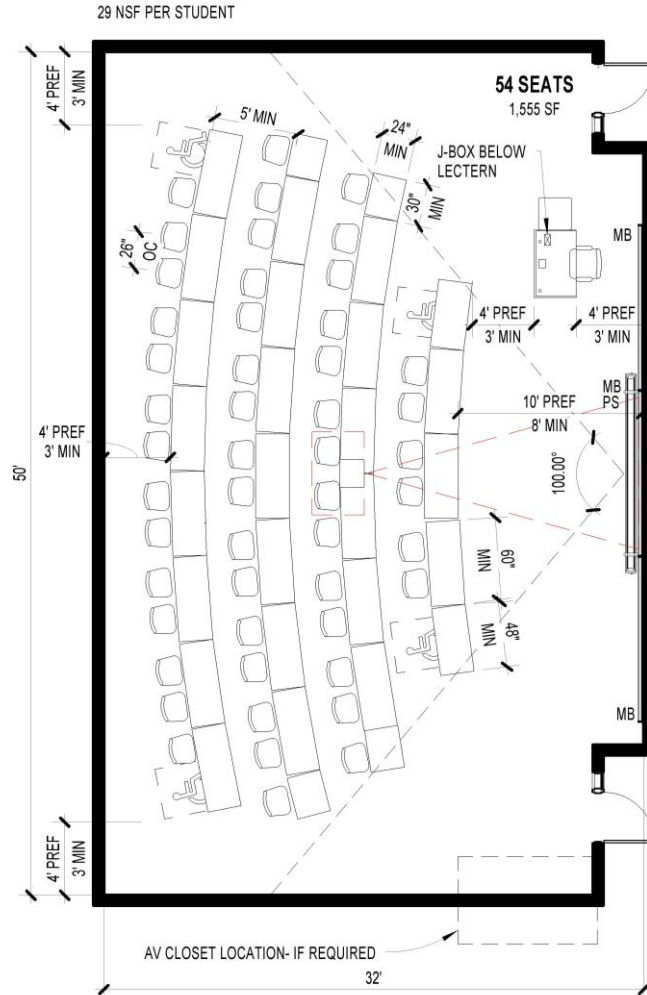 29 NSF PER STUDENT
4' PREF
3' MIN
54 SEATS
1,555 SF
5' MIN
24"
MIN
J-BOX BELOW
LECTERN
30"
MIN
26"
OC
MB
4' PREF
3' MIN
4' PREF
3' MIN
MB
PS
10' PREF
8' MIN
4' PREF
3' MIN
100.00°
50'
60"
MIN
48"
MIN
MB
4' PREF
3' MIN
AV CLOSET LOCATION- IF REQUIRED
32'